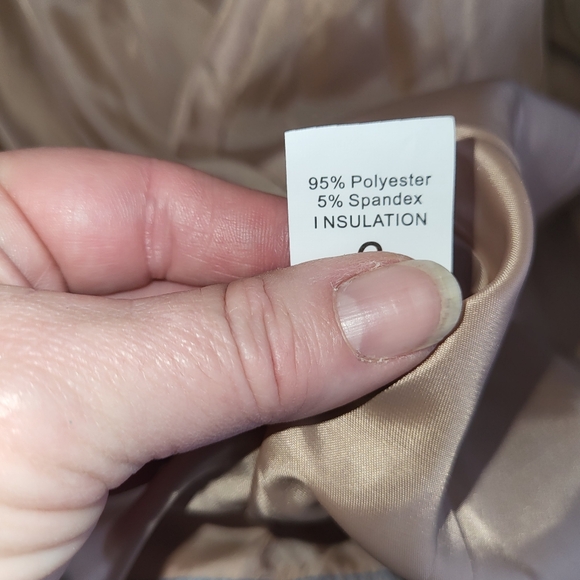 95% Polyester
5% Spandex
INSULATION